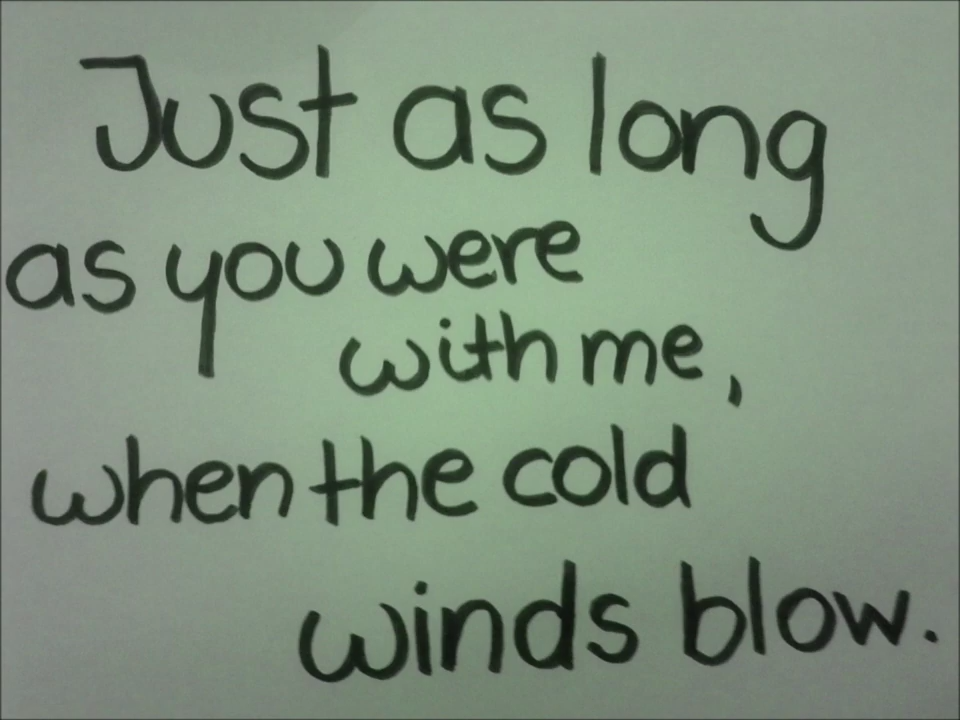 Just as long
as you were
with me,
when the cold
winds blow.